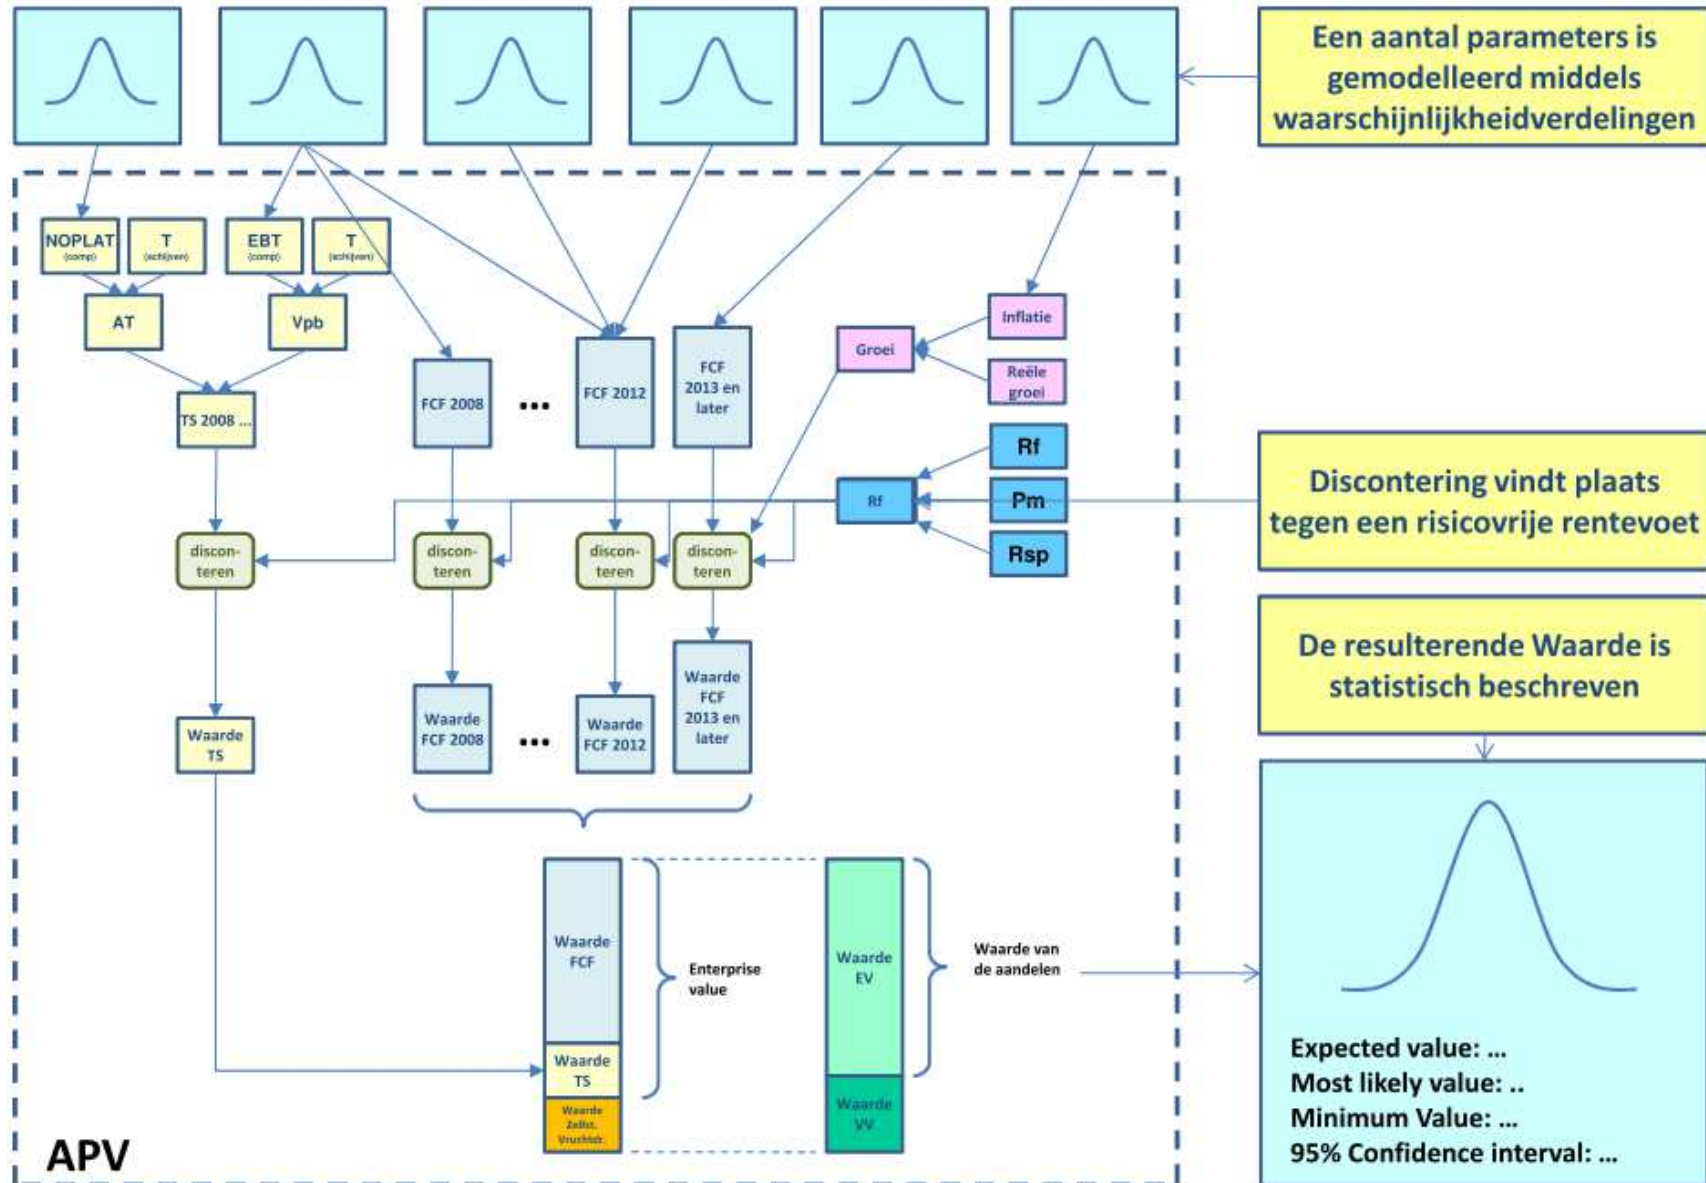 Een aantal parameters is
gemodelleerd middels
waarschijnlijkheidverdelingen
NOPLAT
(comp)
T
(schijven)
EBT
(comp)
T
(schijven)
AT
Vpb
TS 2008 ...
FCF 2008
...
FCF 2012
FCF
2013 en
later
Groei
Inflatie
Reële
groei
Rf
Rf
Pm
Rsp
Discontering vindt plaats
tegen een risicovrije rentevoet
discon-
teren
discon-
teren
discon-
teren
discon-
teren
De resulterende Waarde is
statistisch beschreven
Waarde
TS
Waarde
FCF 2008
...
Waarde
FCF 2012
Waarde
FCF
2013 en
later
Waarde
FCF
Enterprise
value
Waarde
EV
Waarde van
de aandelen
Waarde
TS
Waarde
Zelfst.
Vruchtdr.
Waarde
VV
Expected value: ...
Most likely value: ..
Minimum Value: ...
95% Confidence interval: ...
APV